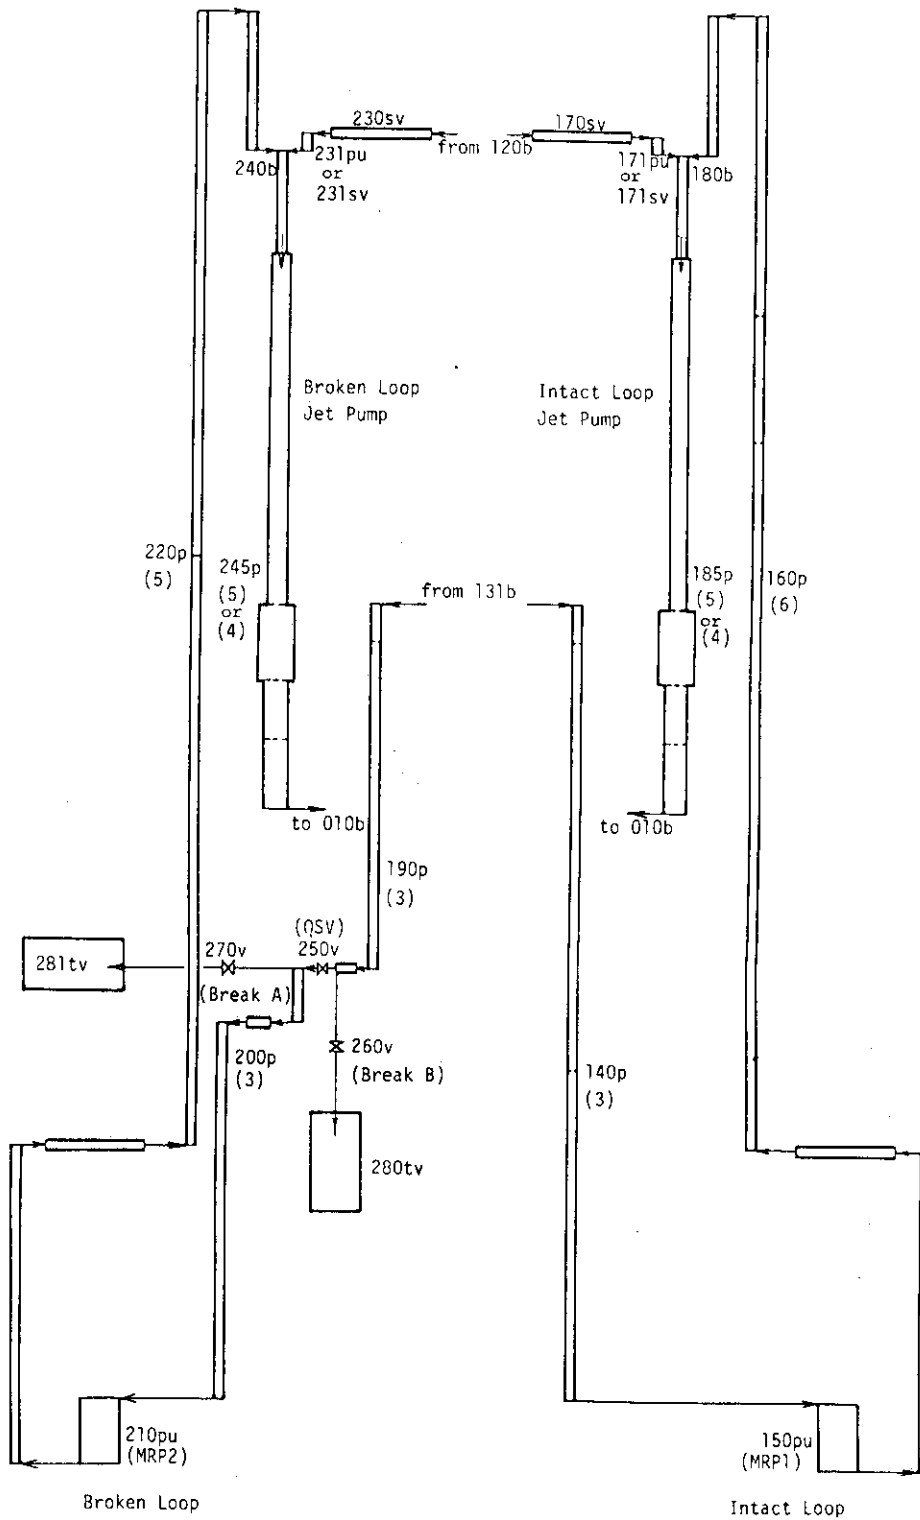 230sv
170sv
from 120b
240b
231pu
or
231sv
171pu
or
171sv
180b
Broken Loop
Jet Pump
Intact Loop
Jet Pump
220p
(5)
245p
(5)
or
(4)
from 131b
185p
(5)
or
(4)
160p
(6)
to 010b
to 010b
190p
(3)
(QSV)
250v
270v
281tv
(Break A)
200p
(3)
260v
(Break B)
140p
(3)
280tv
210pu
(MRP2)
150pu
(MRP1)
Broken Loop
Intact Loop